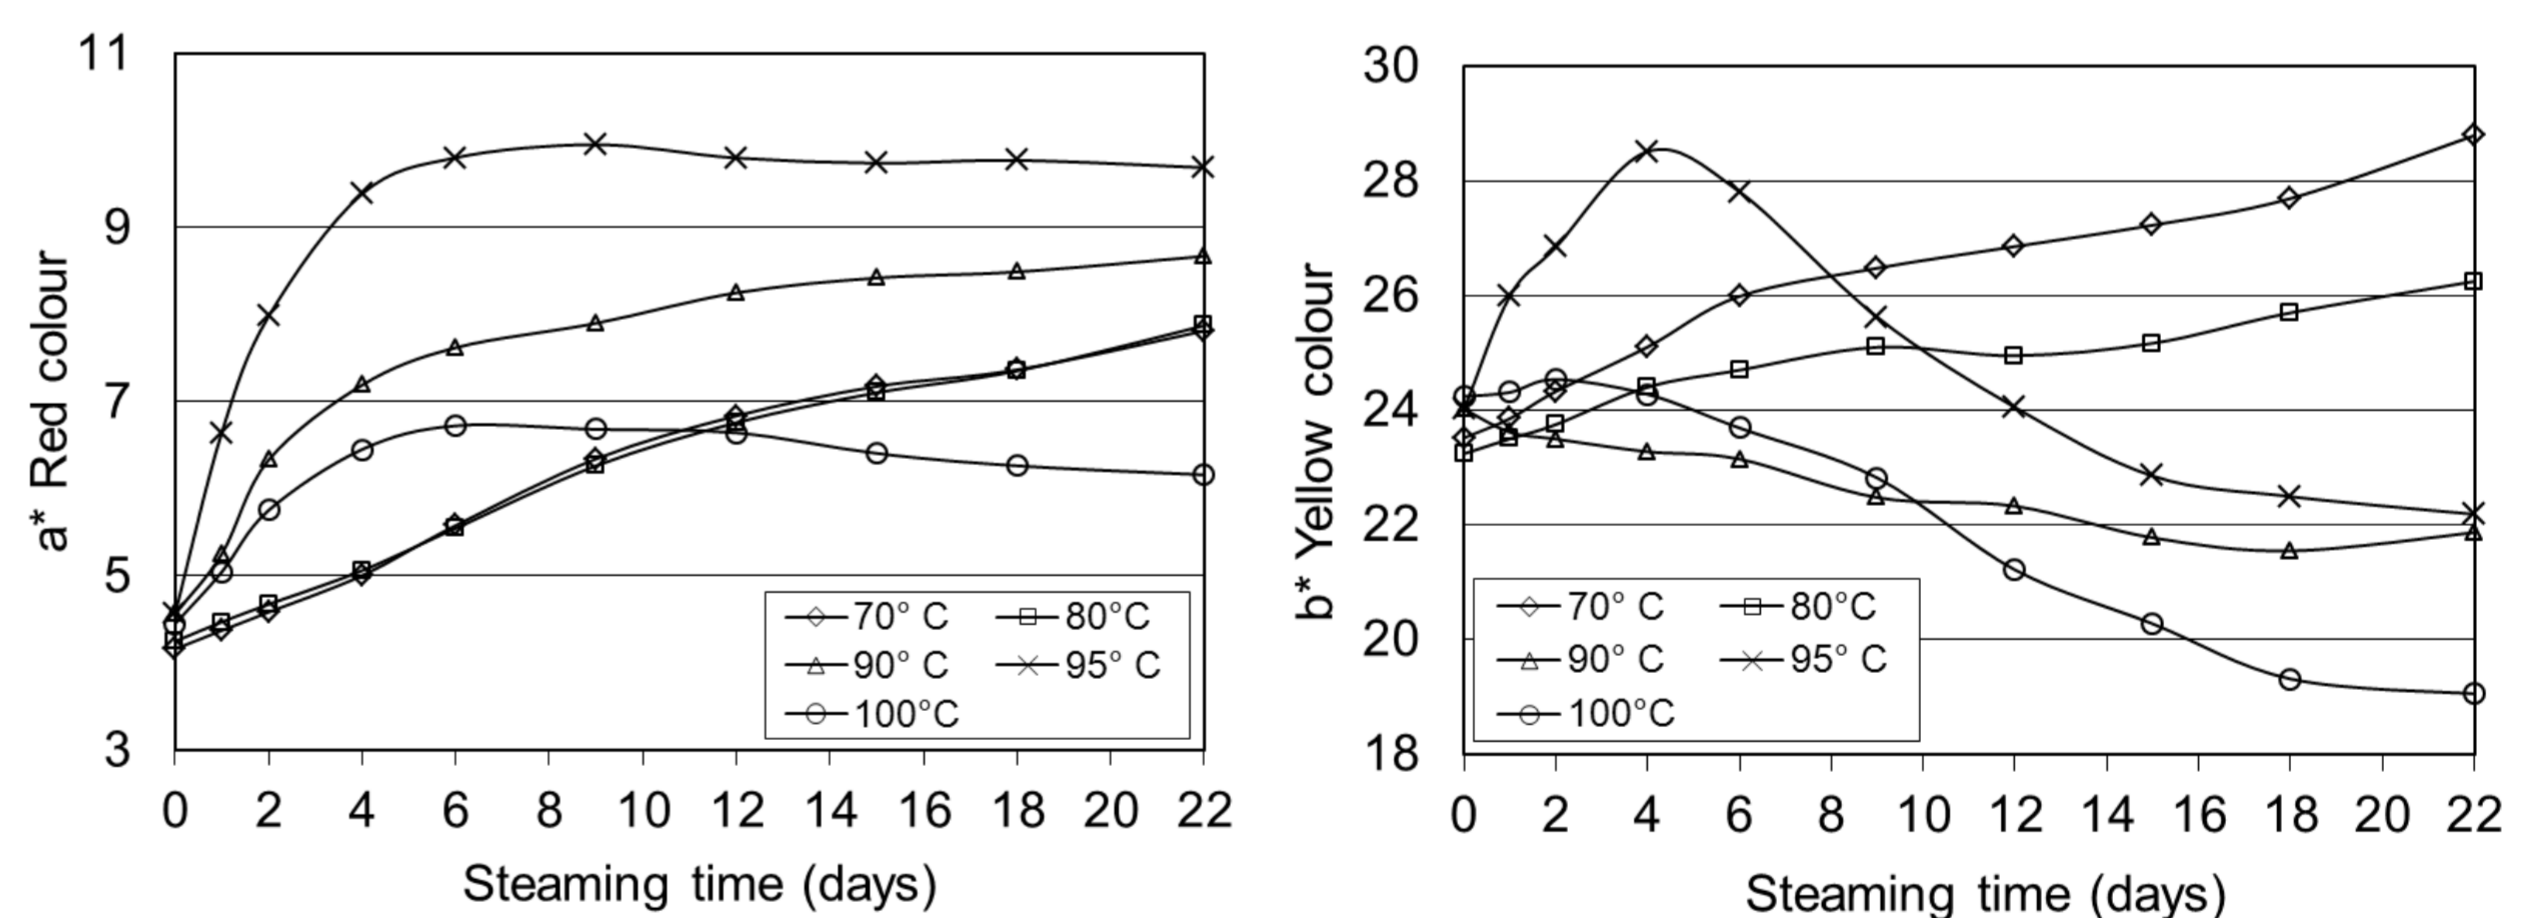 11
9
7
5
3
a* Red colour
70° C
80°C
90° C
95° C
100°C
0 2 4 6 8 10 12 14 16 18 20 22
Steaming time (days)
30
28
26
24
22
20
18
b* Yellow colour
70° C
80°C
90° C
95° C
100°C
0 2 4 6 8 10 12 14 16 18 20 22
Steaming time (days)